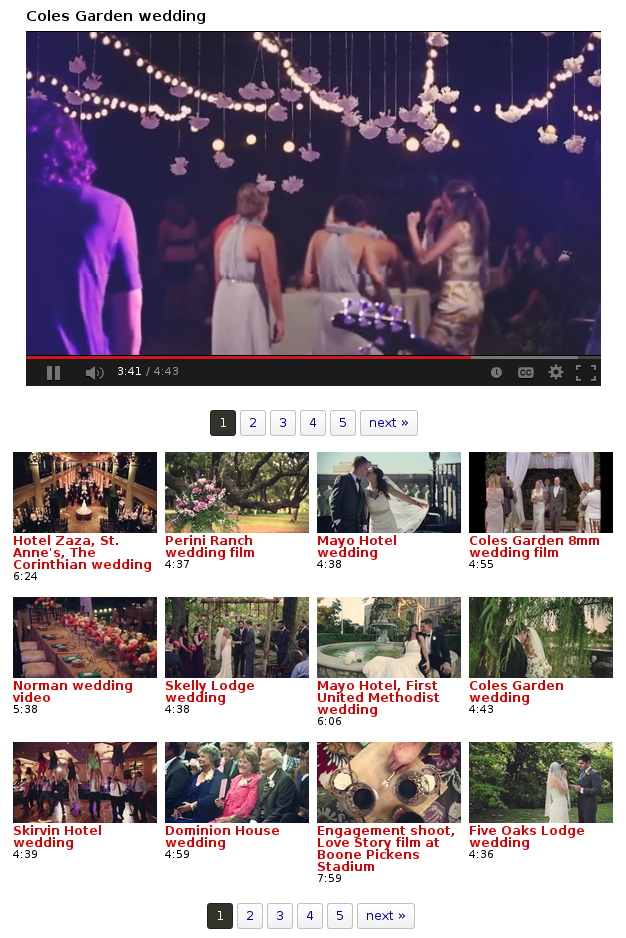 Coles Garden wedding
3:41 / 4:43
CC
1 2 3 4 5 next »
Hotel Zaza, St.
Anne's, The
Corinthian wedding
6:24
Perini Ranch
wedding film
4:37
Mayo Hotel
wedding
4:38
Coles Garden 8mm
wedding film
4:55
Norman wedding
video
5:38
Skelly Lodge
wedding
4:38
Mayo Hotel, First
United Methodist
wedding
6:06
Coles Garden
wedding
4:43
Skirvin Hotel
wedding
4:39
Dominion House
wedding
4:59
Engagement shoot,
Love Story film at
Boone Pickens
Stadium
7:59
Five Oaks Lodge
wedding
4:36
1 2 3 4 5 next »